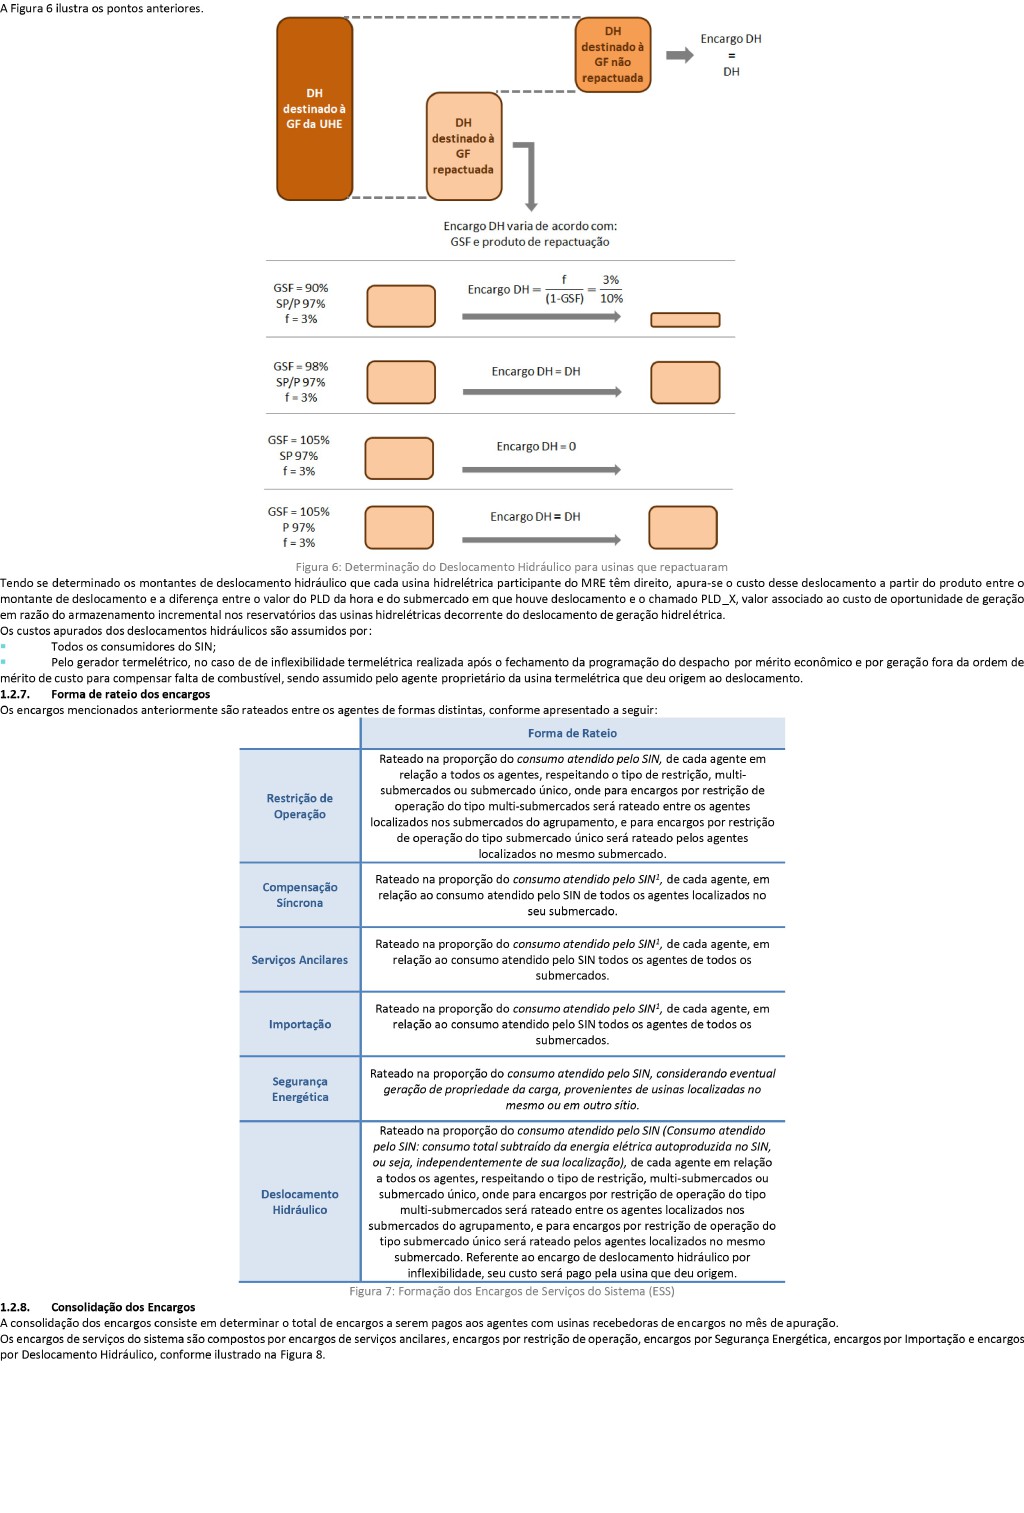 A Figura 6 ilustra os pontos anteriores.
DH
destinado à
GF da UHE
DH
destinado à
GF
repactuada
DH
destinado à
GF não
repactuada
Encargo DH
=
DH
Encargo DH varia de acordo com:
GSF e produto de repactuação
GSF = 90%
SP/P 97%
f = 3%
Encargo DH = f/(1-GSF) = 3%/10%
GSF = 98%
SP/P 97%
f = 3%
Encargo DH = DH
GSF = 105%
SP 97%
f = 3%
Encargo DH = 0
GSF = 105%
P 97%
f = 3%
Encargo DH = DH
Figura 6: Determinação do Deslocamento Hidráulico para usinas que repactuaram
Tendo se determinado os montantes de deslocamento hidráulico que cada usina hidrelétrica participante do MRE têm direito, apura-se o custo desse deslocamento a partir do produto entre o
montante de deslocamento e a diferença entre o valor do PLD da hora e do submercado em que houve deslocamento e o chamado PLD_X, valor associado ao custo de oportunidade de geração
em razão do armazenamento incremental nos reservatórios das usinas hidrelétricas decorrente do deslocamento de geração hidrelétrica.
Os custos apurados dos deslocamentos hidráulicos são assumidos por:
▪ Todos os consumidores do SIN;
▪ Pelo gerador termelétrico, no caso de de inflexibilidade termelétrica realizada após o fechamento da programação do despacho por mérito econômico e por geração fora da ordem de
mérito de custo para compensar falta de combustível, sendo assumido pelo agente proprietário da usina termelétrica que deu origem ao deslocamento.
1.2.7. Forma de rateio dos encargos
Os encargos mencionados anteriormente são rateados entre os agentes de formas distintas, conforme apresentado a seguir:
Forma de Rateio
Restrição de
Operação
Rateado na proporção do consumo atendido pelo SIN, de cada agente em
relação a todos os agentes, respeitando o tipo de restrição, multi-
submercados ou submercado único, onde para encargos por restrição de
operação do tipo multi-submercados será rateado entre os agentes
localizados nos submercados do agrupamento, e para encargos por restrição
de operação do tipo submercado único será rateado pelos agentes
localizados no mesmo submercado.
Compensação
Síncrona
Rateado na proporção do consumo atendido pelo SIN¹, de cada agente, em
relação ao consumo atendido pelo SIN de todos os agentes localizados no
seu submercado.
Serviços Ancilares
Rateado na proporção do consumo atendido pelo SIN¹, de cada agente, em
relação ao consumo atendido pelo SIN todos os agentes de todos os
submercados.
Importação
Rateado na proporção do consumo atendido pelo SIN¹, de cada agente, em
relação ao consumo atendido pelo SIN todos os agentes de todos os
submercados.
Segurança
Energética
Rateado na proporção do consumo atendido pelo SIN, considerando eventual
geração de propriedade da carga, provenientes de usinas localizadas no
mesmo ou em outro sítio.
Deslocamento
Hidráulico
Rateado na proporção do consumo atendido pelo SIN (Consumo atendido
pelo SIN: consumo total subtraído da energia elétrica autoproduzida no SIN,
ou seja, independentemente de sua localização), de cada agente em relação
a todos os agentes, respeitando o tipo de restrição, multi-submercados ou
submercado único, onde para encargos por restrição de operação do tipo
multi-submercados será rateado entre os agentes localizados nos
submercados do agrupamento, e para encargos por restrição de operação do
tipo submercado único será rateado pelos agentes localizados no mesmo
submercado. Referente ao encargo de deslocamento hidráulico por
inflexibilidade, seu custo será pago pela usina que deu origem.
Figura 7: Formação dos Encargos de Serviços do Sistema (ESS)
1.2.8. Consolidação dos Encargos
A consolidação dos encargos consiste em determinar o total de encargos a serem pagos aos agentes com usinas recebedoras de encargos no mês de apuração.
Os encargos de serviços do sistema são compostos por encargos de serviços ancilares, encargos por restrição de operação, encargos por Segurança Energética, encargos por Importação e encargos
por Deslocamento Hidráulico, conforme ilustrado na Figura 8.